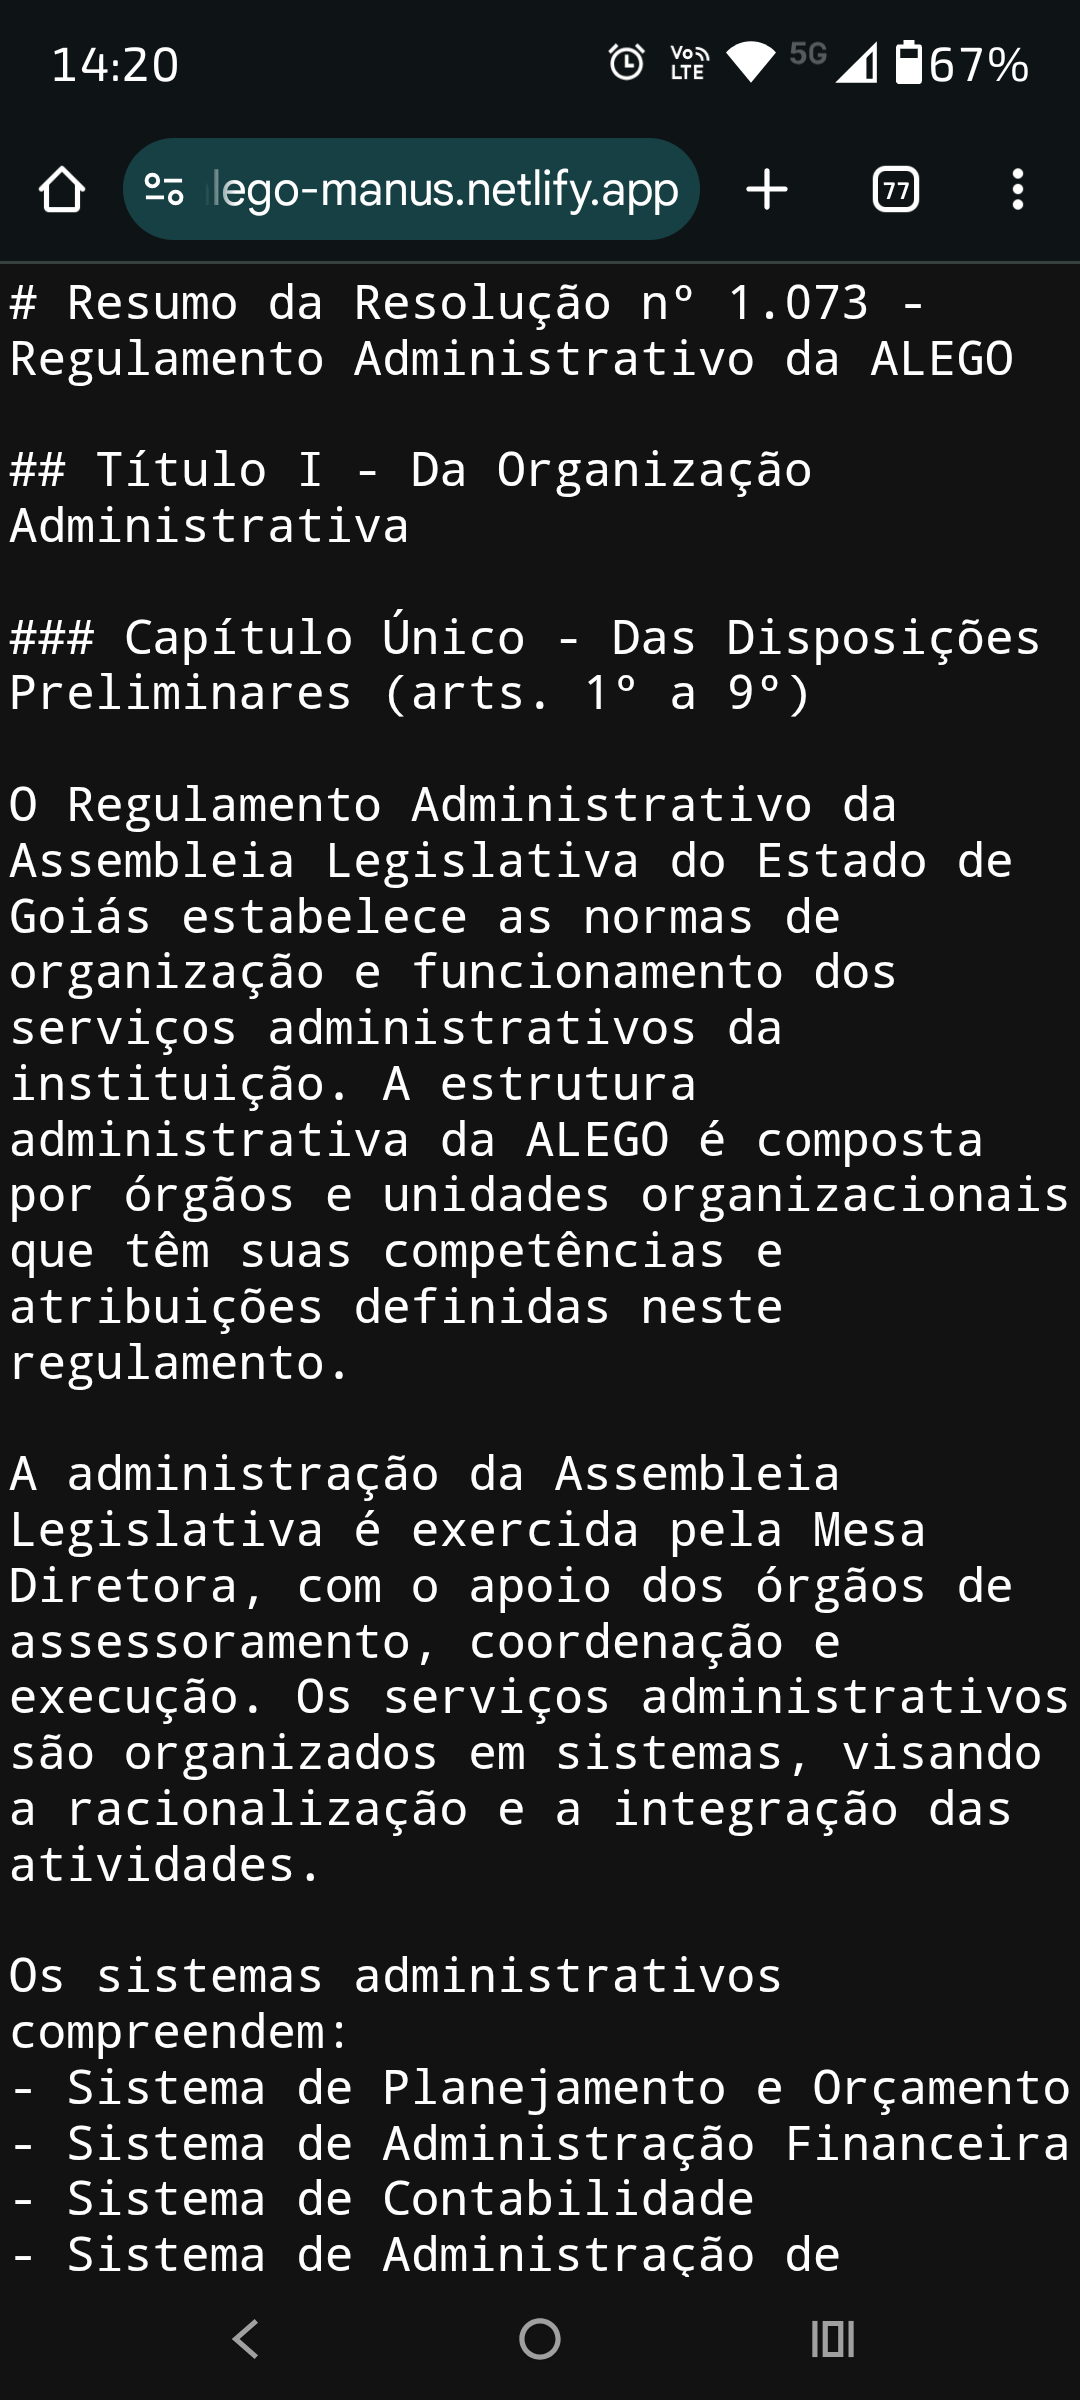 14:20
Vo LTE 5G 67%
lego-manus.netlify.app 77
# Resumo da Resolução nº 1.073 -
Regulamento Administrativo da ALEGO
## Título I - Da Organização
Administrativa
### Capítulo Único - Das Disposições
Preliminares (arts. 1º a 9º)
O Regulamento Administrativo da
Assembleia Legislativa do Estado de
Goiás estabelece as normas de
organização e funcionamento dos
serviços administrativos da
instituição. A estrutura
administrativa da ALEGO é composta
por órgãos e unidades organizacionais
que têm suas competências e
atribuições definidas neste
regulamento.
A administração da Assembleia
Legislativa é exercida pela Mesa
Diretora, com o apoio dos órgãos de
assessoramento, coordenação e
execução. Os serviços administrativos
são organizados em sistemas, visando
a racionalização e a integração das
atividades.
Os sistemas administrativos
compreendem:
- Sistema de Planejamento e Orçamento
- Sistema de Administração Financeira
- Sistema de Contabilidade
- Sistema de Administração de